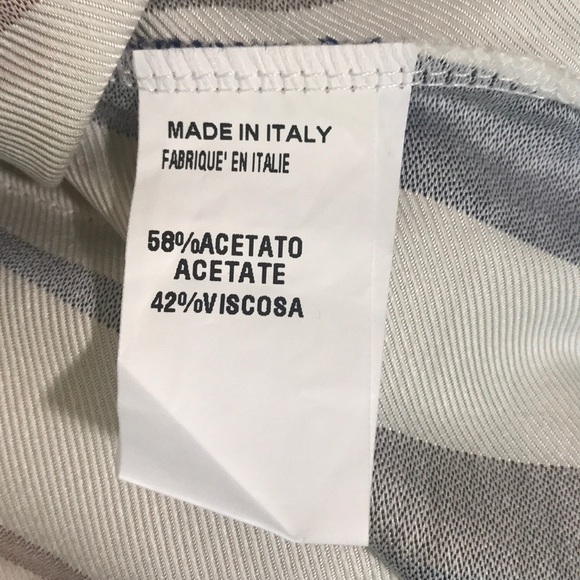 MADE IN ITALY
FABRIQUE' EN ITALIE
58%ACETATO
ACETATE
42%VISCOSA